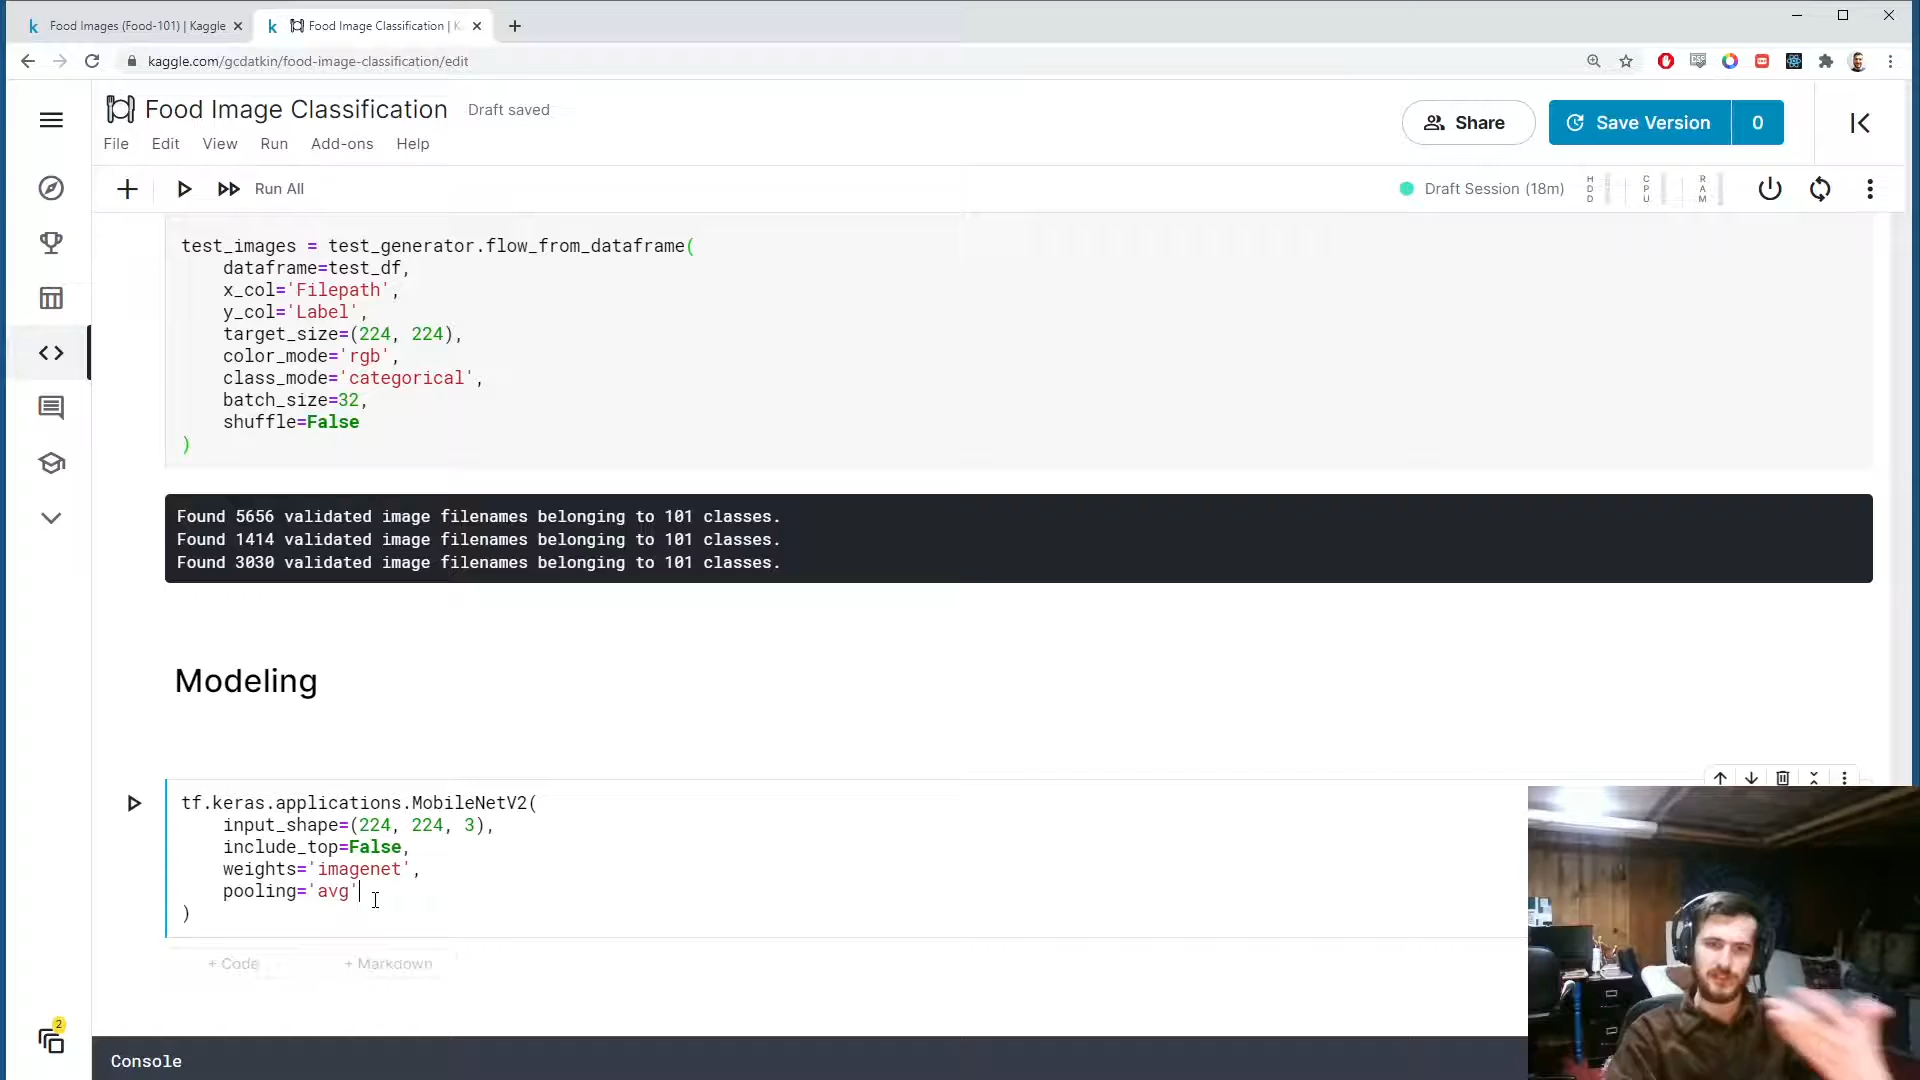 Food Images (Food-101) | Kaggle
Food Image Classification | K
kaggle.com/gcdatkin/food-image-classification/edit
Food Image Classification
Draft saved
File Edit View Run Add-ons Help
Share
Save Version
0
Run All
Draft Session (18m)
HDD
CPU
RAM
test_images = test_generator.flow_from_dataframe(
dataframe=test_df,
x_col='Filepath',
y_col='Label',
target_size=(224, 224),
color_mode='rgb',
class_mode='categorical',
batch_size=32,
shuffle=False
)
Found 5656 validated image filenames belonging to 101 classes.
Found 1414 validated image filenames belonging to 101 classes.
Found 3030 validated image filenames belonging to 101 classes.
Modeling
tf.keras.applications.MobileNetV2(
input_shape=(224, 224, 3),
include_top=False,
weights='imagenet',
pooling='avg'
)
+ Code
+ Markdown
2
Console